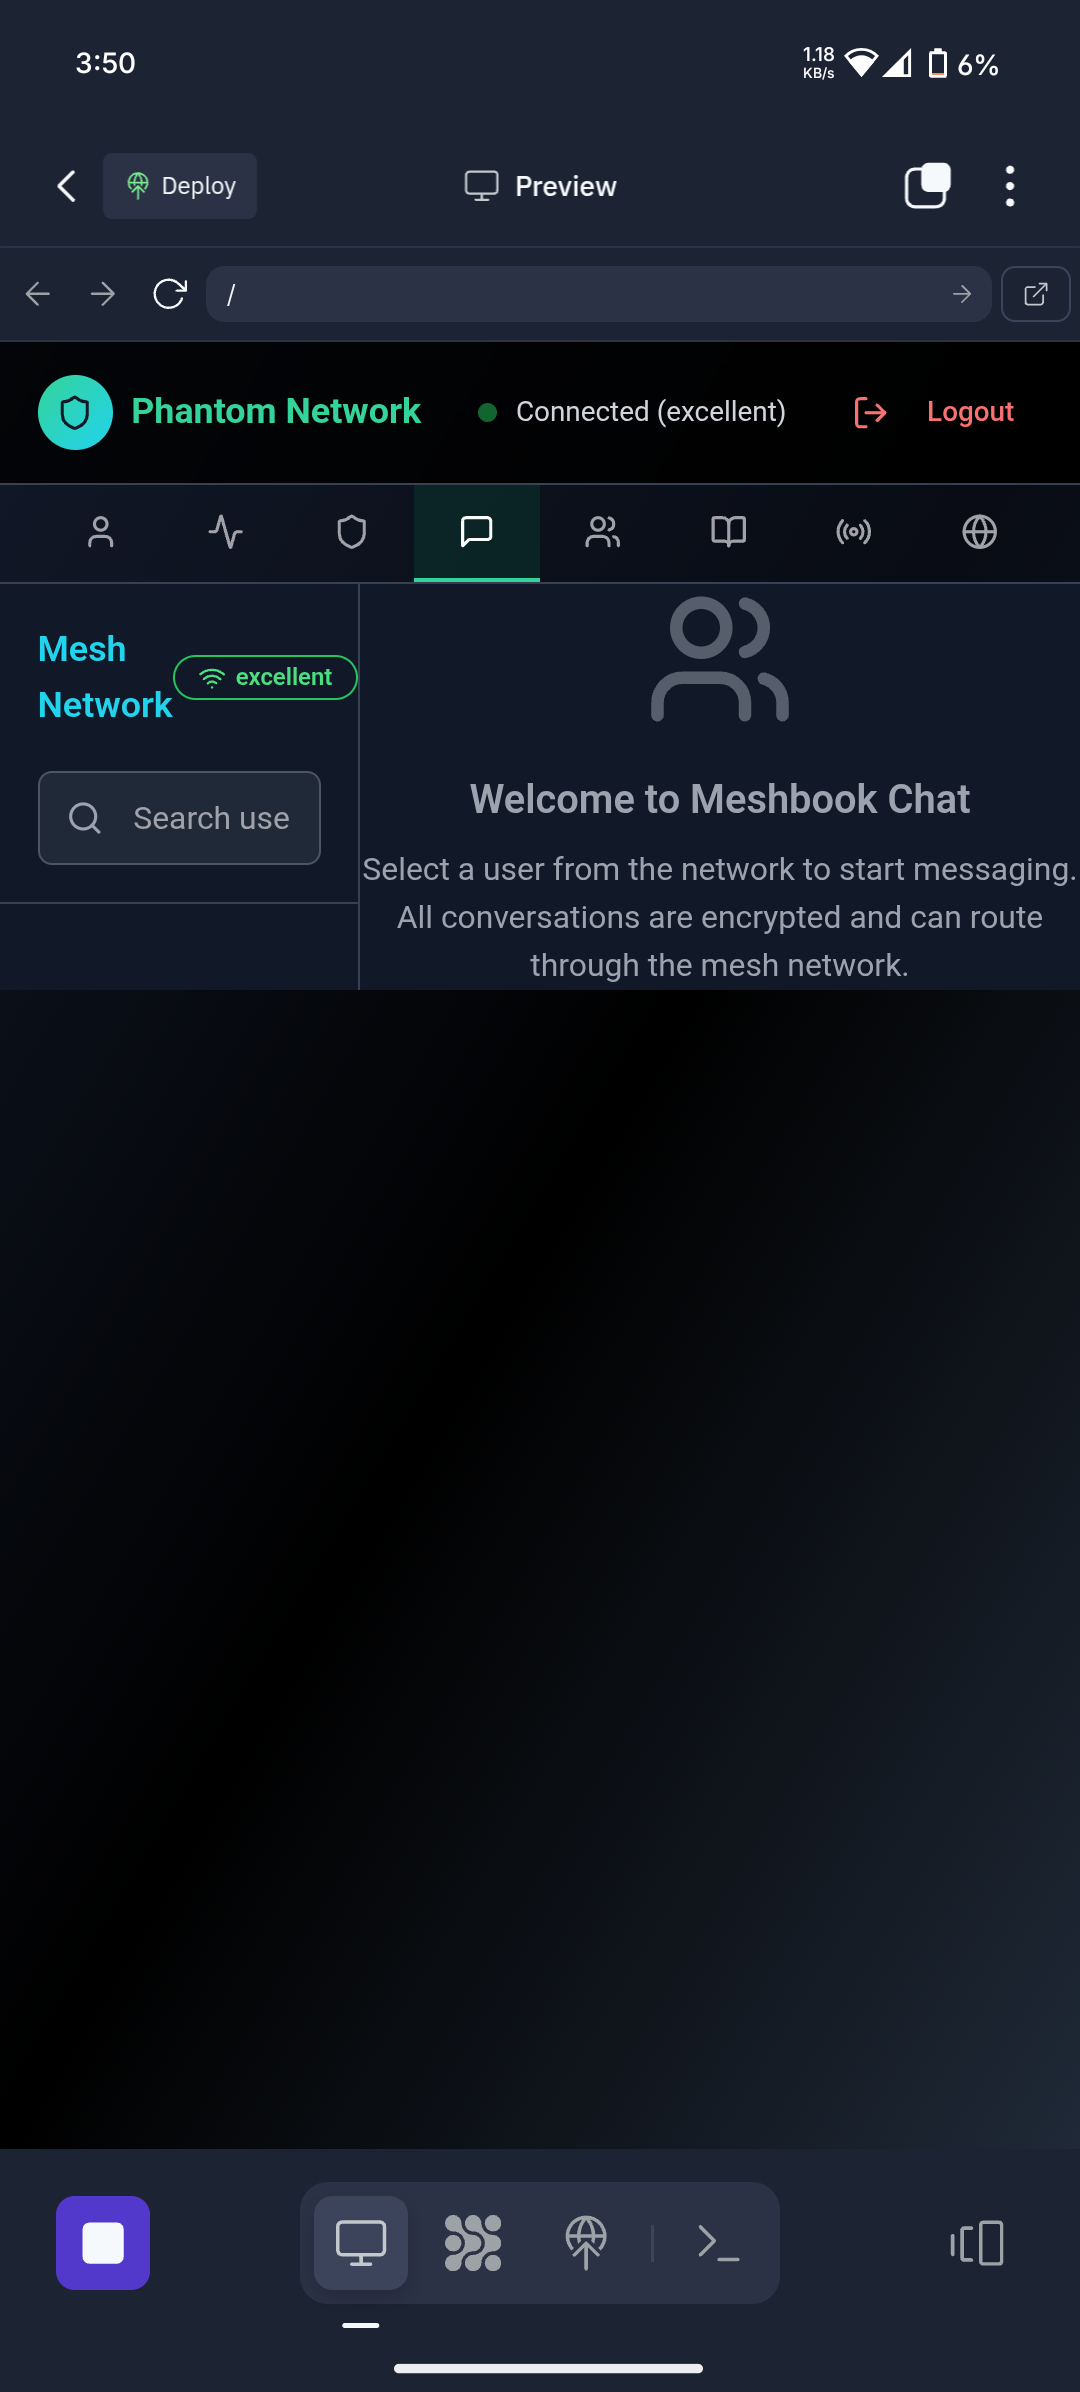 3:50
1.18
KB/s
6%
Deploy
Preview
/
Phantom Network
Connected (excellent)
Logout
Mesh
Network
excellent
Search use
Welcome to Meshbook Chat
Select a user from the network to start messaging.
All conversations are encrypted and can route
through the mesh network.